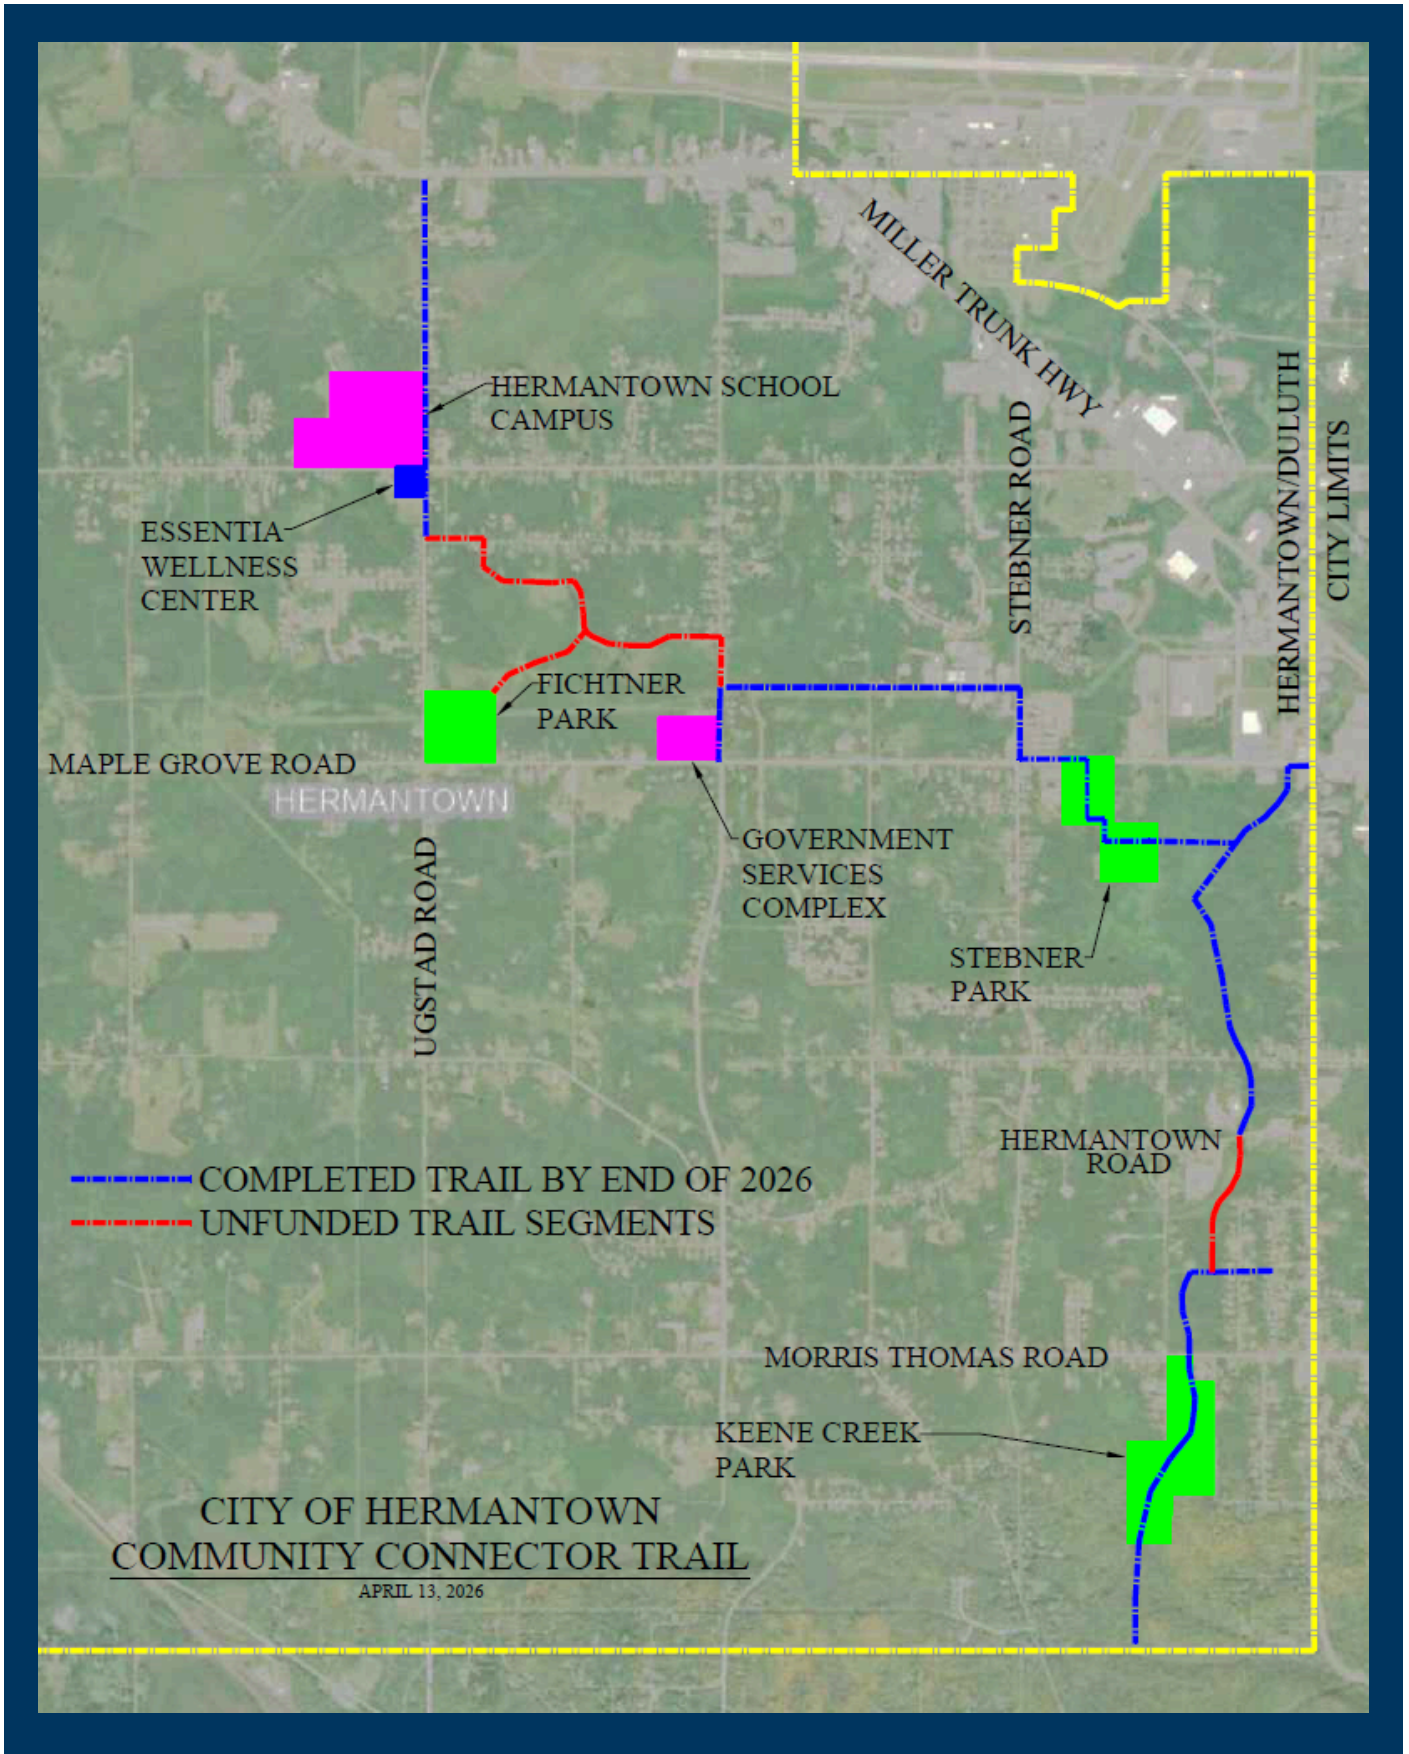 MILLER TRUNK HWY
HERMANTOWN SCHOOL
CAMPUS
STEBNER ROAD
HERMANTOWN/DULUTH
CITY LIMITS
ESSENTIA
WELLNESS
CENTER
FICHTNER
PARK
MAPLE GROVE ROAD
HERMANTOWN
UGSTAD ROAD
GOVERNMENT
SERVICES
COMPLEX
STEBNER
PARK
HERMANTOWN
ROAD
COMPLETED TRAIL BY END OF 2026
UNFUNDED TRAIL SEGMENTS
MORRIS THOMAS ROAD
KEENE CREEK
PARK
CITY OF HERMANTOWN
COMMUNITY CONNECTOR TRAIL
APRIL 13, 2026